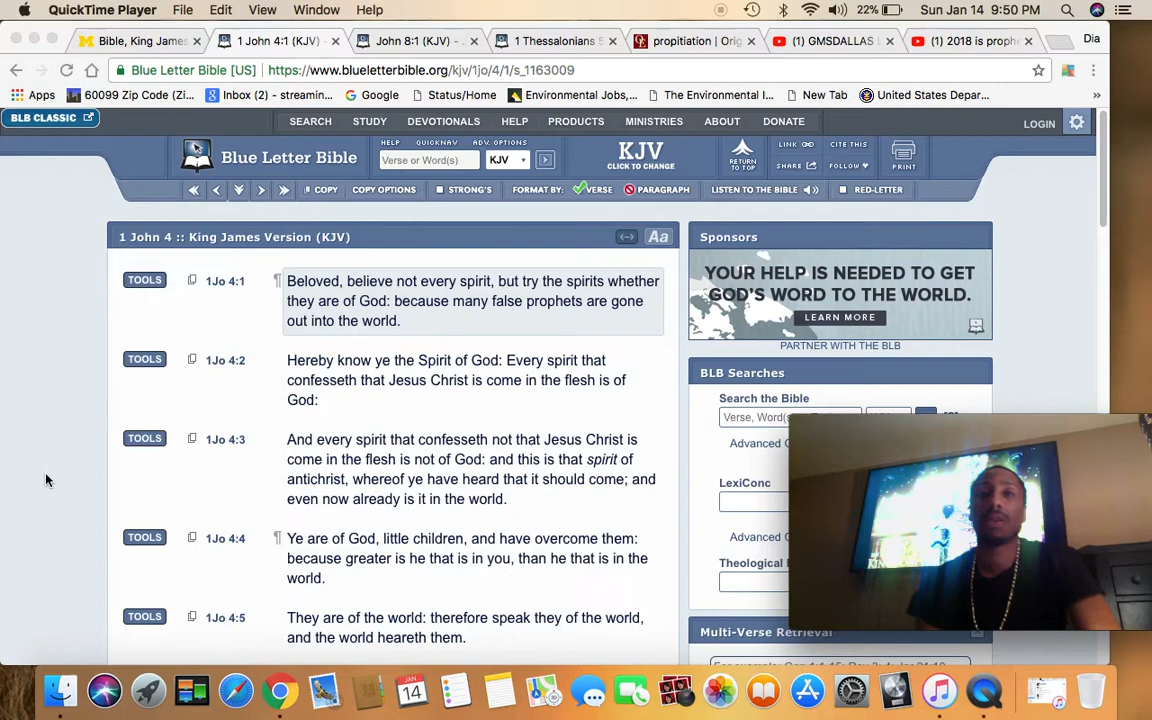 QuickTime Player File Edit View Window Help 22% Sun Jan 14 9:50 PM
Bible, King James 1 John 4:1 (KJV) - John 8:1 (KJV) - 1 Thessalonians 5 propitiation | Orig (1) GMSDALLAS (1) 2018 is proph Dia
Blue Letter Bible [US] https://www.blueletterbible.org/kjv/1jo/4/1/s_1163009
Apps 60099 Zip Code (Zi... Inbox (2) - streamin... Google Status/Home Environmental Jobs,... The Environmental I... New Tab United States Depar...
BLB CLASSIC
SEARCH STUDY DEVOTIONALS HELP PRODUCTS MINISTRIES ABOUT DONATE LOGIN
HELP QUICKNAV ADV. OPTIONS
Blue Letter Bible Verse or Word(s) KJV
KJV
CLICK TO CHANGE
RETURN TO TOP
LINK CITE THIS
SHARE FOLLOW
PRINT
COPY COPY OPTIONS STRONG'S FORMAT BY: VERSE PARAGRAPH LISTEN TO THE BIBLE RED-LETTER
1 John 4 :: King James Version (KJV) Aa
TOOLS 1Jo 4:1 ¶ Beloved, believe not every spirit, but try the spirits whether
they are of God: because many false prophets are gone
out into the world.
TOOLS 1Jo 4:2 Hereby know ye the Spirit of God: Every spirit that
confesseth that Jesus Christ is come in the flesh is of
God:
TOOLS 1Jo 4:3 And every spirit that confesseth not that Jesus Christ is
come in the flesh is not of God: and this is that spirit of
antichrist, whereof ye have heard that it should come; and
even now already is it in the world.
TOOLS 1Jo 4:4 ¶ Ye are of God, little children, and have overcome them:
because greater is he that is in you, than he that is in the
world.
TOOLS 1Jo 4:5 They are of the world: therefore speak they of the world,
and the world heareth them.
Sponsors
YOUR HELP IS NEEDED TO GET
GOD'S WORD TO THE WORLD.
LEARN MORE
PARTNER WITH THE BLB
BLB Searches
Search the Bible
Verse, Word(s)
Advanced
LexiConc
Advanced
Theological
Multi-Verse Retrieval
JAN
14